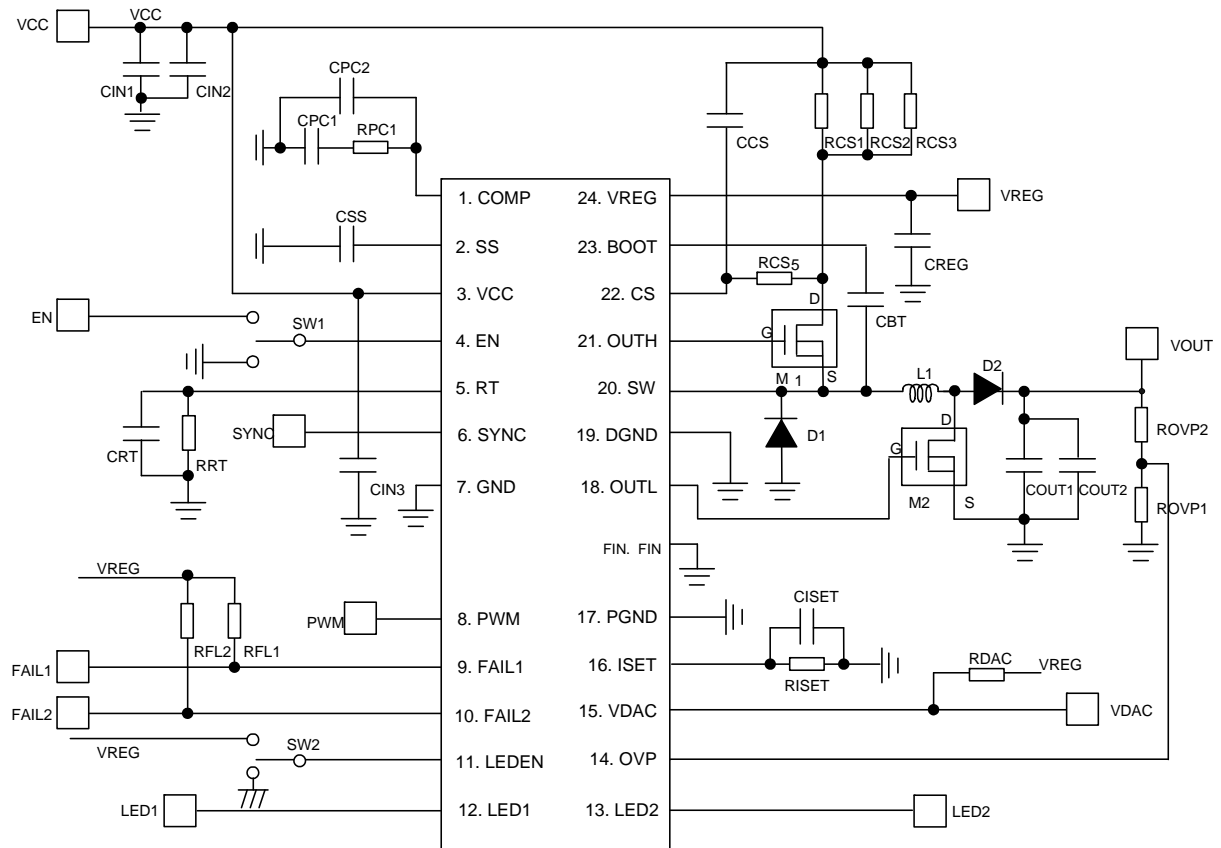 VCC
VCC
CIN1
CIN2
CPC2
CPC1
RPC1
CCS
RCS1
RCS2
RCS3
1. COMP
24. VREG
VREG
CSS
2. SS
23. BOOT
CREG
RCS5
3. VCC
22. CS
D
CBT
EN
SW1
4. EN
21. OUTH
G
VOUT
M 1
S
L1
D2
5. RT
20. SW
CRT
RRT
SYNC
6. SYNC
19. DGND
D1
D
G
ROVP2
CIN3
7. GND
18. OUTL
M2
S
COUT1
COUT2
ROVP1
FIN. FIN
VREG
CISET
PWM
8. PWM
17. PGND
RFL2
RFL1
FAIL1
9. FAIL1
16. ISET
RISET
RDAC
VREG
FAIL2
10. FAIL2
15. VDAC
VDAC
VREG
SW2
11. LEDEN
14. OVP
LED1
12. LED1
13. LED2
LED2